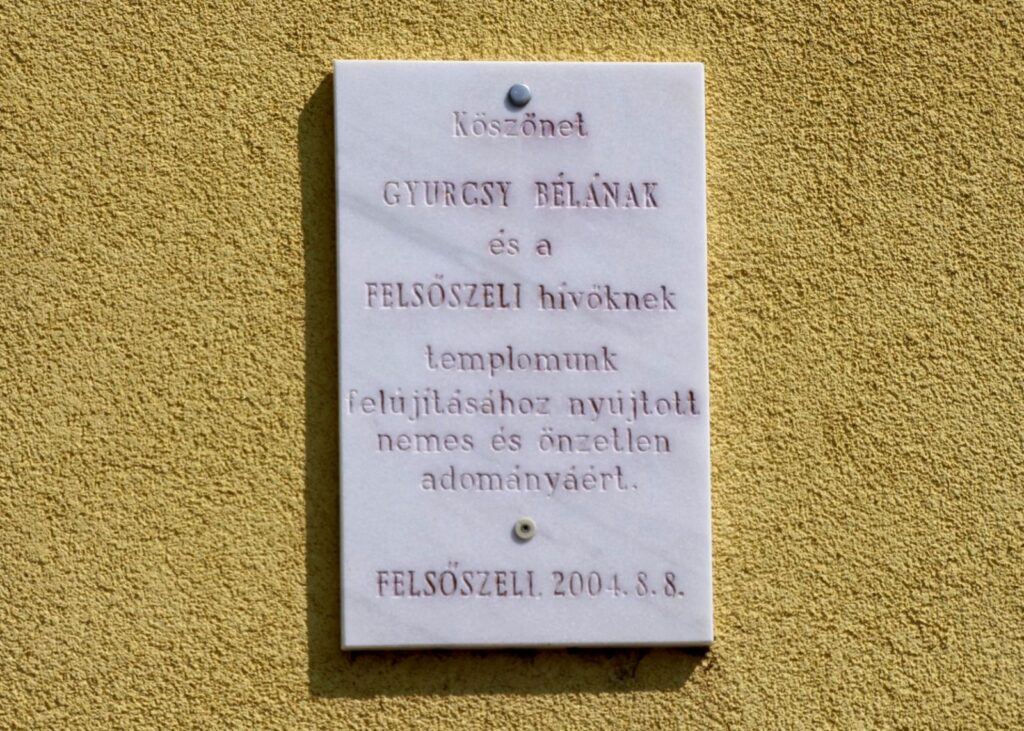 Köszönet
GYURCSY BÉLÁNAK
és a
FELSŐSZELI hívőknek
templomunk
felújításához nyújtott
nemes és önzetlen
adományáért.
FELSŐSZELI. 2004. 8. 8.